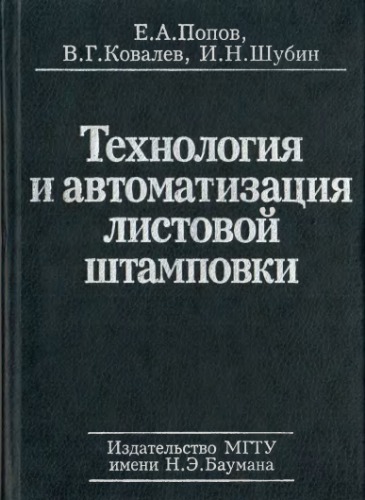 Е.А.Попов,
В.Г.Ковалев, И.Н.Шубин
Технология
и автоматизация
листовой
штамповки
Издательство МГТУ
имени Н.Э.Баумана